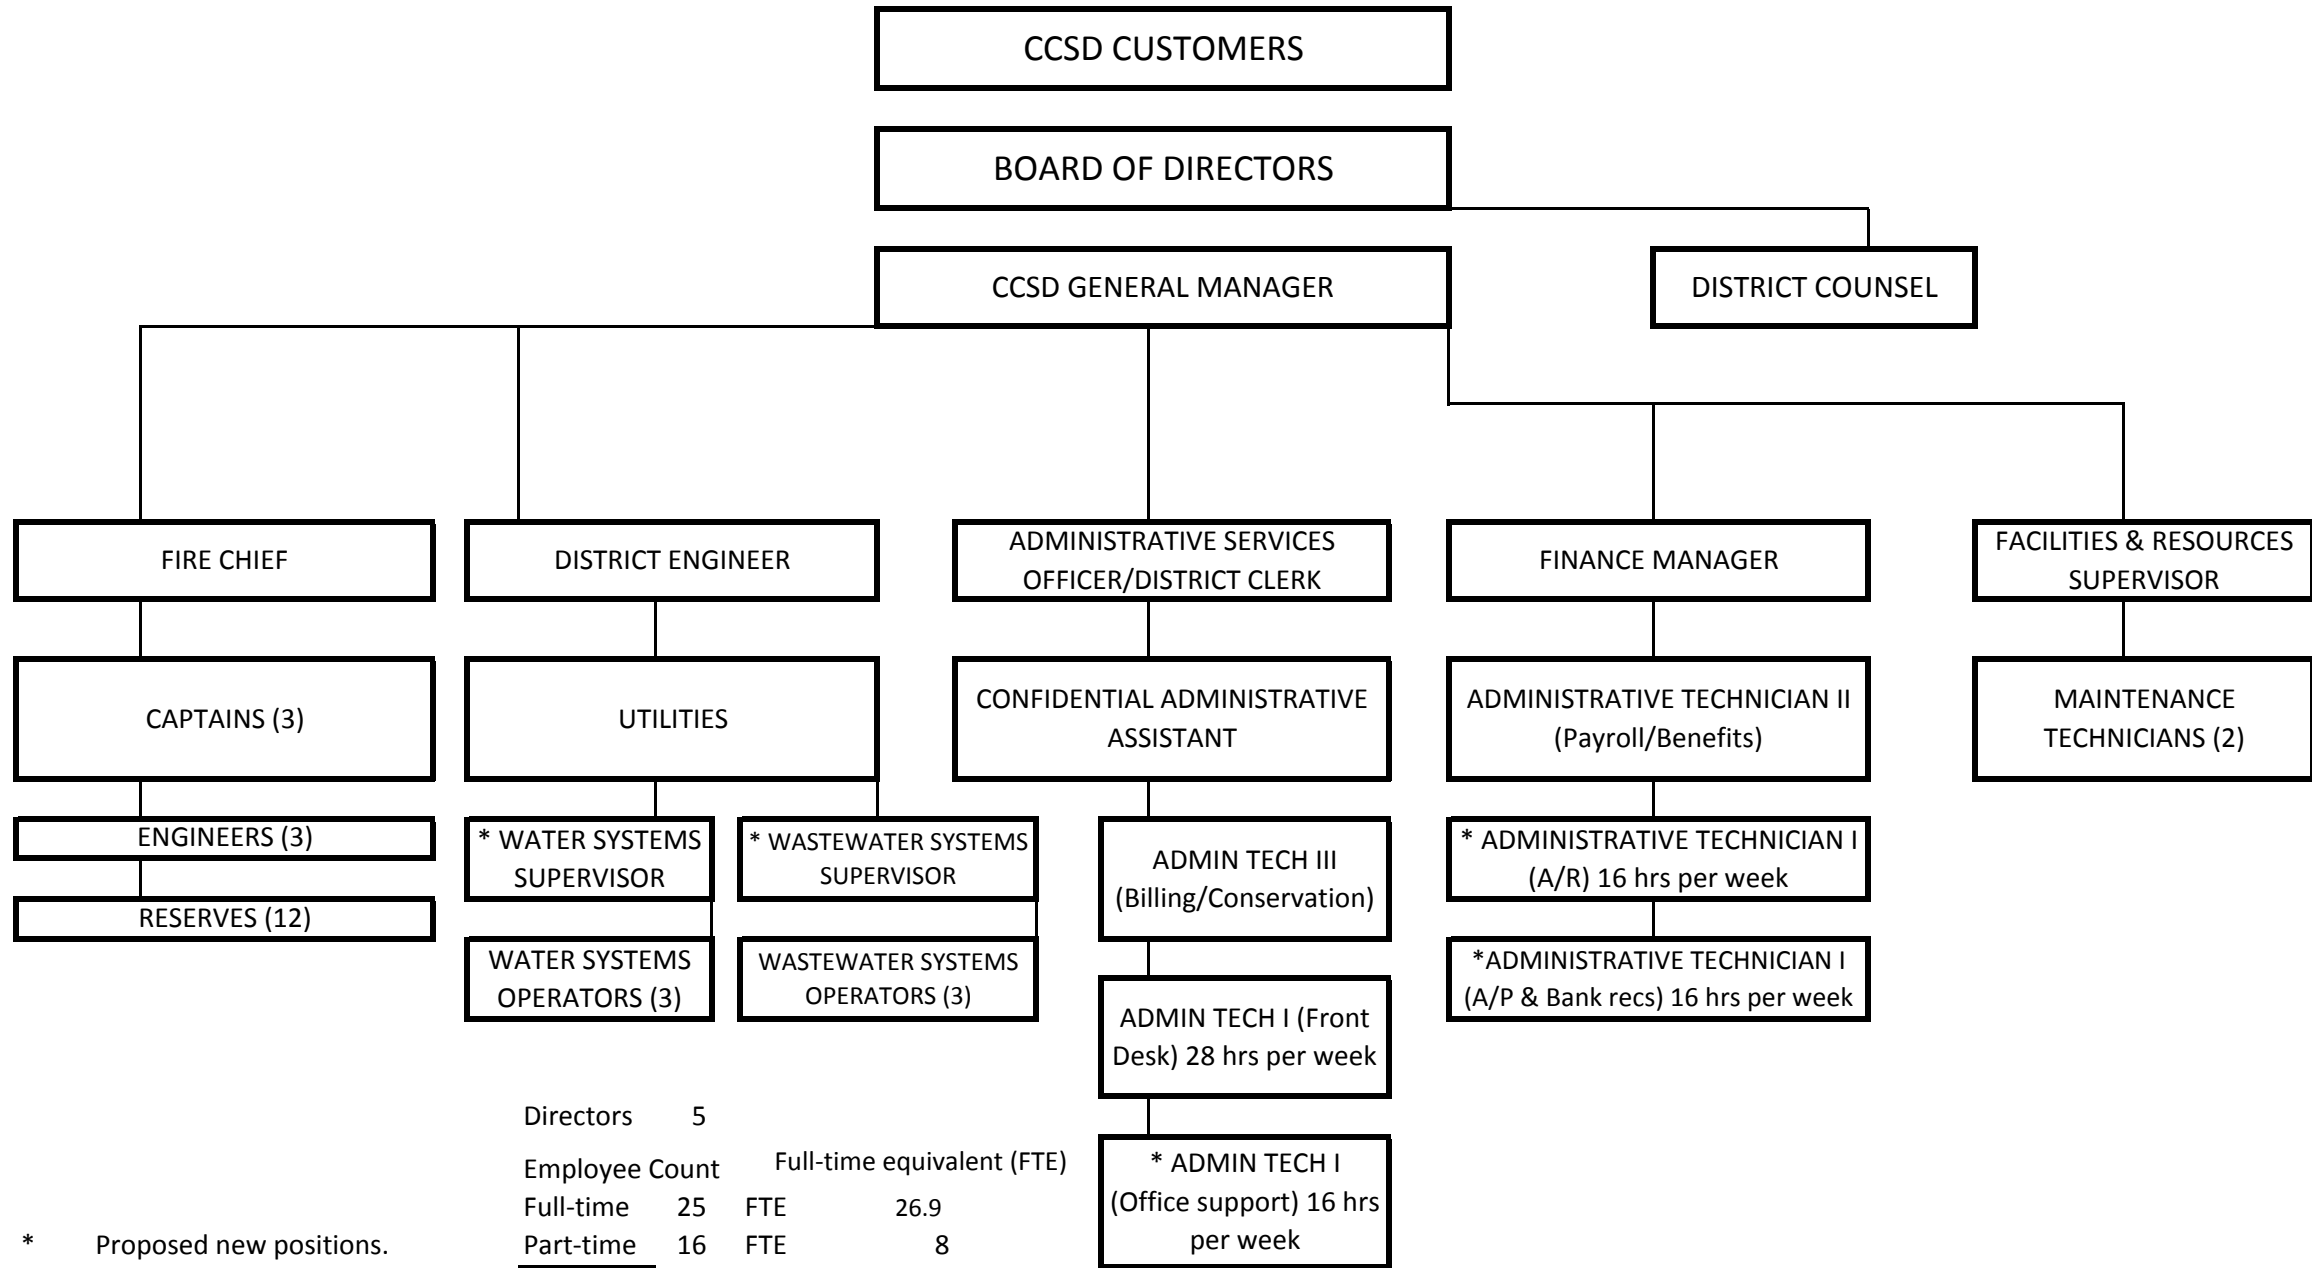 CCSD CUSTOMERS
BOARD OF DIRECTORS
CCSD GENERAL MANAGER
DISTRICT COUNSEL
FIRE CHIEF
DISTRICT ENGINEER
ADMINISTRATIVE SERVICES
OFFICER/DISTRICT CLERK
FINANCE MANAGER
FACILITIES & RESOURCES
SUPERVISOR
CAPTAINS (3)
UTILITIES
CONFIDENTIAL ADMINISTRATIVE
ASSISTANT
ADMINISTRATIVE TECHNICIAN II
(Payroll/Benefits)
MAINTENANCE
TECHNICIANS (2)
ENGINEERS (3)
* WATER SYSTEMS
SUPERVISOR
* WASTEWATER SYSTEMS
SUPERVISOR
ADMIN TECH III
(Billing/Conservation)
* ADMINISTRATIVE TECHNICIAN I
(A/R) 16 hrs per week
RESERVES (12)
WATER SYSTEMS
OPERATORS (3)
WASTEWATER SYSTEMS
OPERATORS (3)
*ADMINISTRATIVE TECHNICIAN I
(A/P & Bank recs) 16 hrs per week
ADMIN TECH I (Front
Desk) 28 hrs per week
* ADMIN TECH I
(Office support) 16 hrs
per week
Directors 5
Employee Count Full-time equivalent (FTE)
Full-time 25 FTE 26.9
Part-time 16 FTE 8
* Proposed new positions.